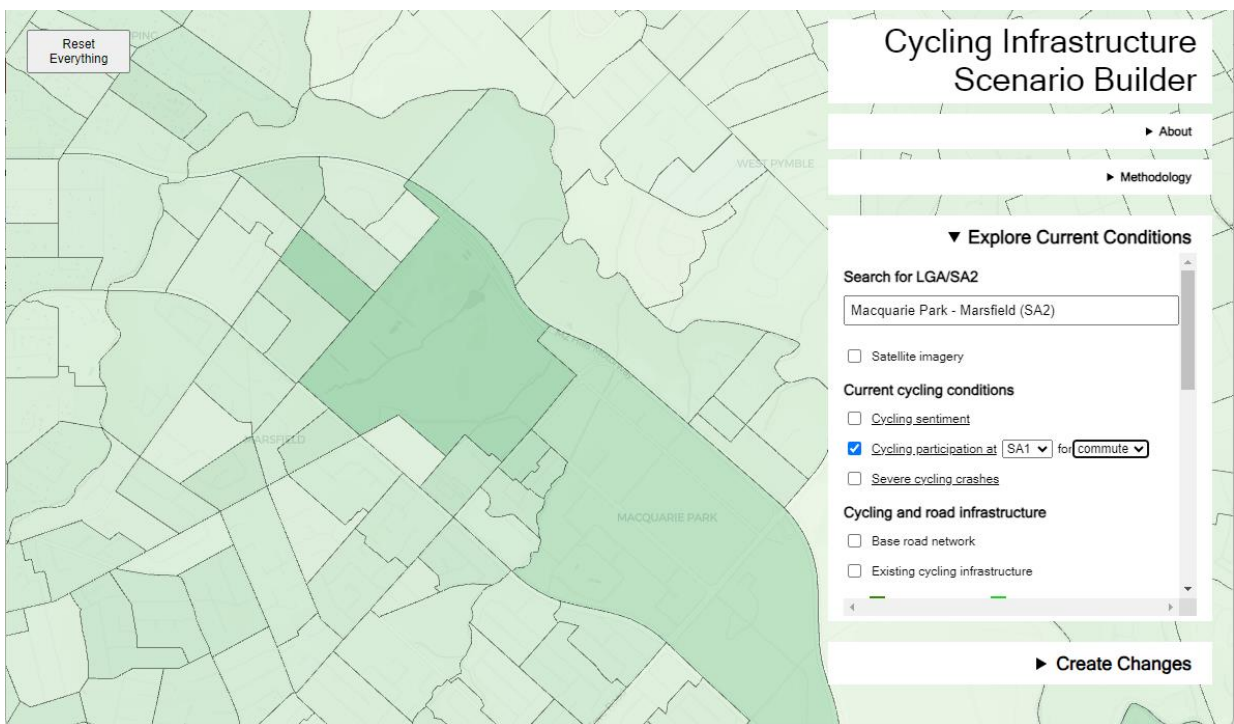 Reset
Everything
PING
WEST PYMBLE
MARSFIELD
MACQUARIE PARK
Cycling Infrastructure
Scenario Builder
► About
► Methodology
▼ Explore Current Conditions
Search for LGA/SA2
Macquarie Park - Marsfield (SA2)
Satellite imagery
Current cycling conditions
Cycling sentiment
Cycling participation at SA1 for commute
Severe cycling crashes
Cycling and road infrastructure
Base road network
Existing cycling infrastructure
► Create Changes